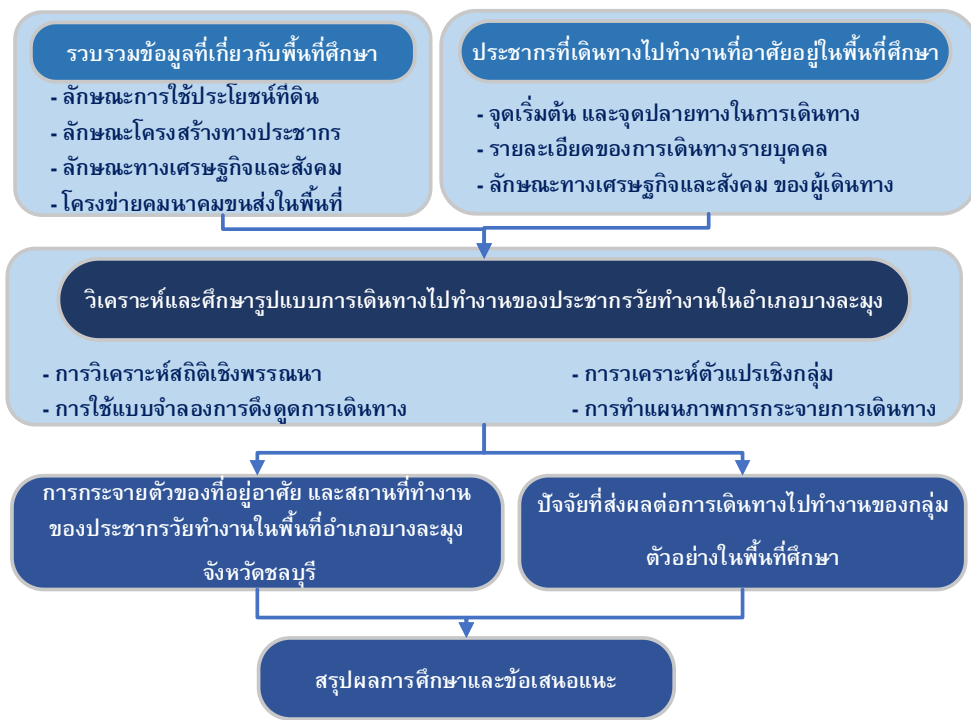 รวบรวมข้อมูลที่เกี่ยวกับพื้นที่ศึกษา
- ลักษณะการใช้ประโยชน์ที่ดิน
- ลักษณะโครงสร้างทางประชากร
- ลักษณะทางเศรษฐกิจและสังคม
- โครงข่ายคมนาคมขนส่งในพื้นที่
ประชากรที่เดินทางไปทำงานที่อาศัยอยู่ในพื้นที่ศึกษา
- จุดเริ่มต้น และจุดปลายทางในการเดินทาง
- รายละเอียดของการเดินทางรายบุคคล
- ลักษณะทางเศรษฐกิจและสังคม ของผู้เดินทาง
วิเคราะห์และศึกษารูปแบบการเดินทางไปทำงานของประชากรวัยทำงานในอำเภอบางละมุง
- การวิเคราะห์สถิติเชิงพรรณนา
- การใช้แบบจำลองการดึงดูดการเดินทาง
- การวเคราะห์ตัวแปรเชิงกลุ่ม
- การทำแผนภาพการกระจายการเดินทาง
การกระจายตัวของที่อยู่อาศัย และสถานที่ทำงาน
ของประชากรวัยทำงานในพื้นที่อำเภอบางละมุง
จังหวัดชลบุรี
ปัจจัยที่ส่งผลต่อการเดินทางไปทำงานของกลุ่ม
ตัวอย่างในพื้นที่ศึกษา
สรุปผลการศึกษาและข้อเสนอแนะ